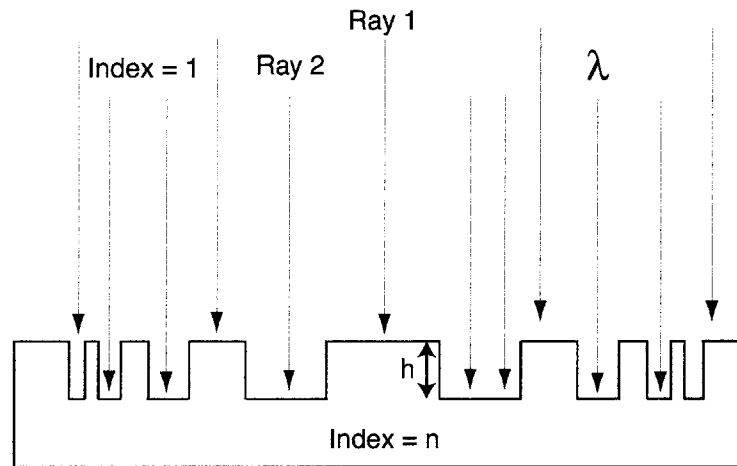 Ray 1
Index = 1
Ray 2
λ
h
Index = n